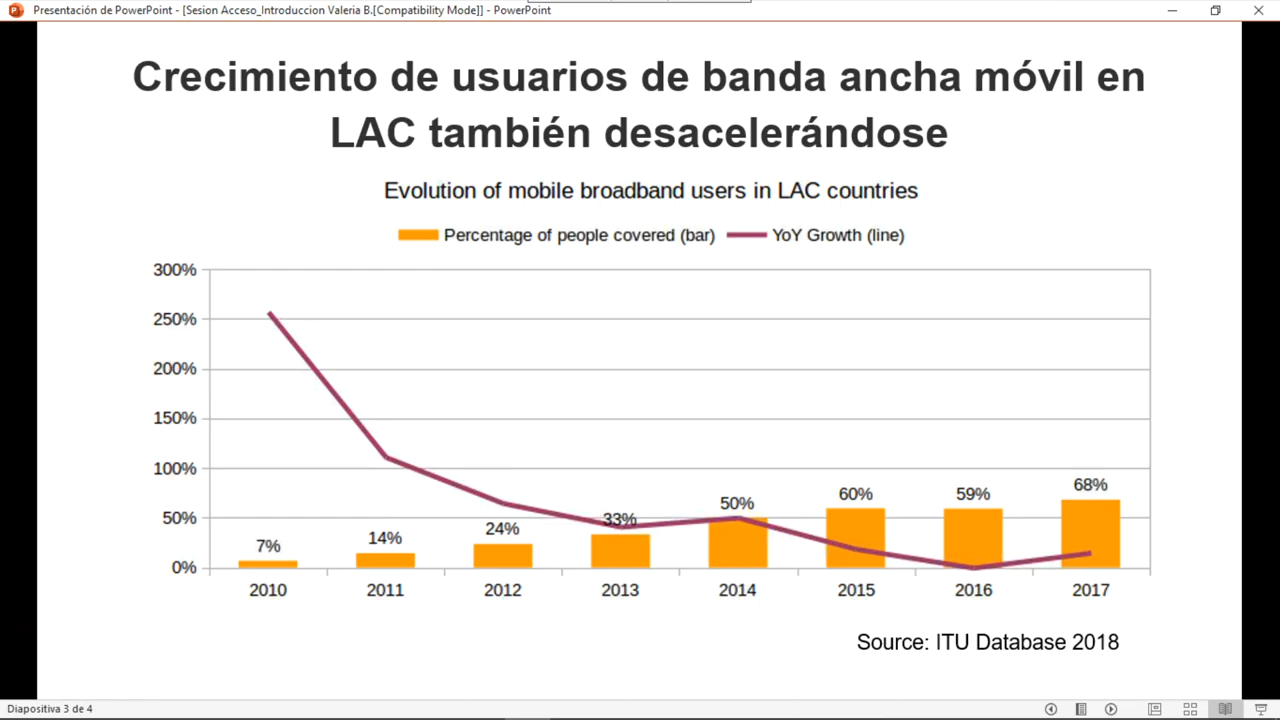 Presentación de PowerPoint - [Sesion Acceso_Introduccion Valeria B.[Compatibility Mode]] - PowerPoint
Crecimiento de usuarios de banda ancha móvil en
LAC también desacelerándose
Evolution of mobile broadband users in LAC countries
Percentage of people covered (bar) YoY Growth (line)
300%
250%
200%
150%
100%
50%
0%
7%
14%
24%
33%
50%
60%
59%
68%
2010 2011 2012 2013 2014 2015 2016 2017
Source: ITU Database 2018
Diapositiva 3 de 4